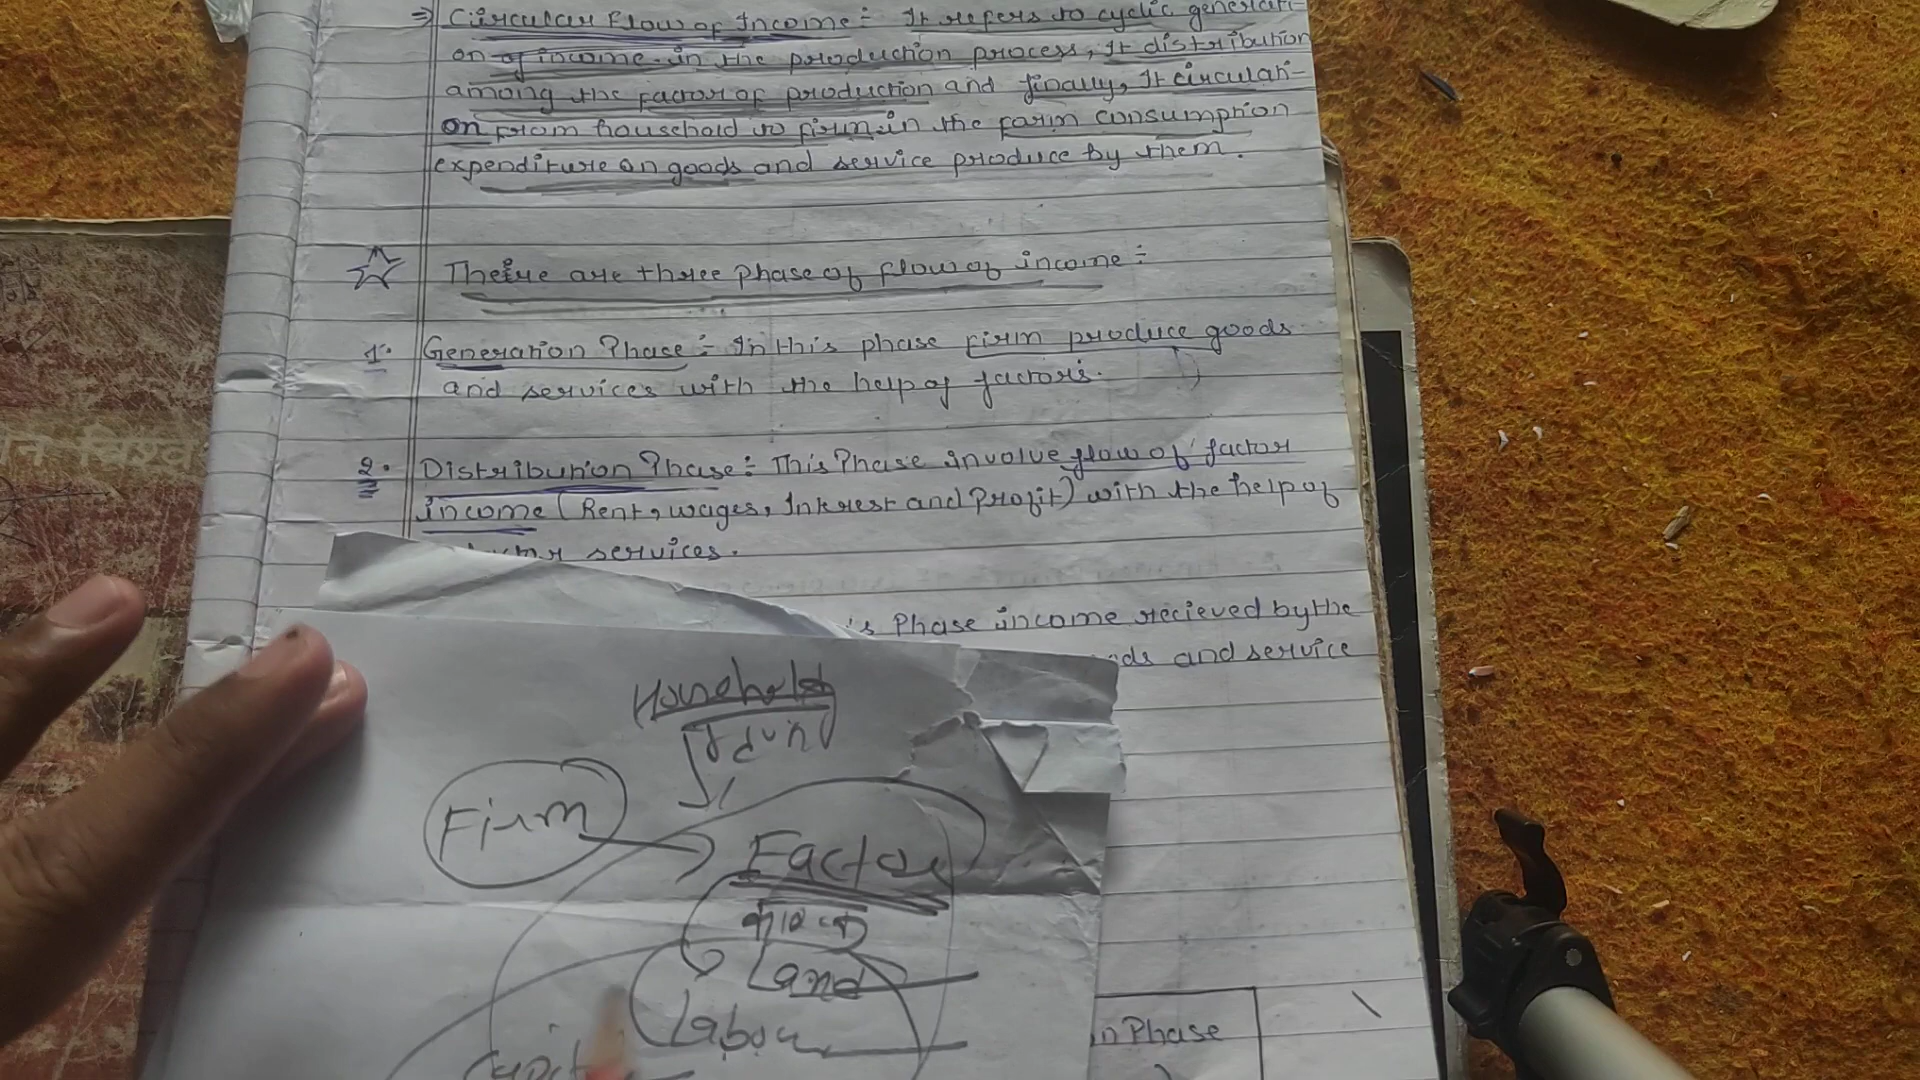 ⇒ Circular Flow of Income:- It refers to cyclic generati-
on of income in the production process, It distribution
among the factor of production and finally, It circulati-
on from household to firm in the form consumption
expenditure on goods and service produce by them.
☆ There are three phase of flow of income:-
1. Generation Phase:- In this phase firm produce goods
and services with the help of factors.
2. Distribution Phase:- This Phase involve flow of factor
income (Rent, wages, Interest and Profit) with the help of
services.
is Phase income recieved by the
and service
Households
Firm
Factor
कारक
Land
Labour
n Phase